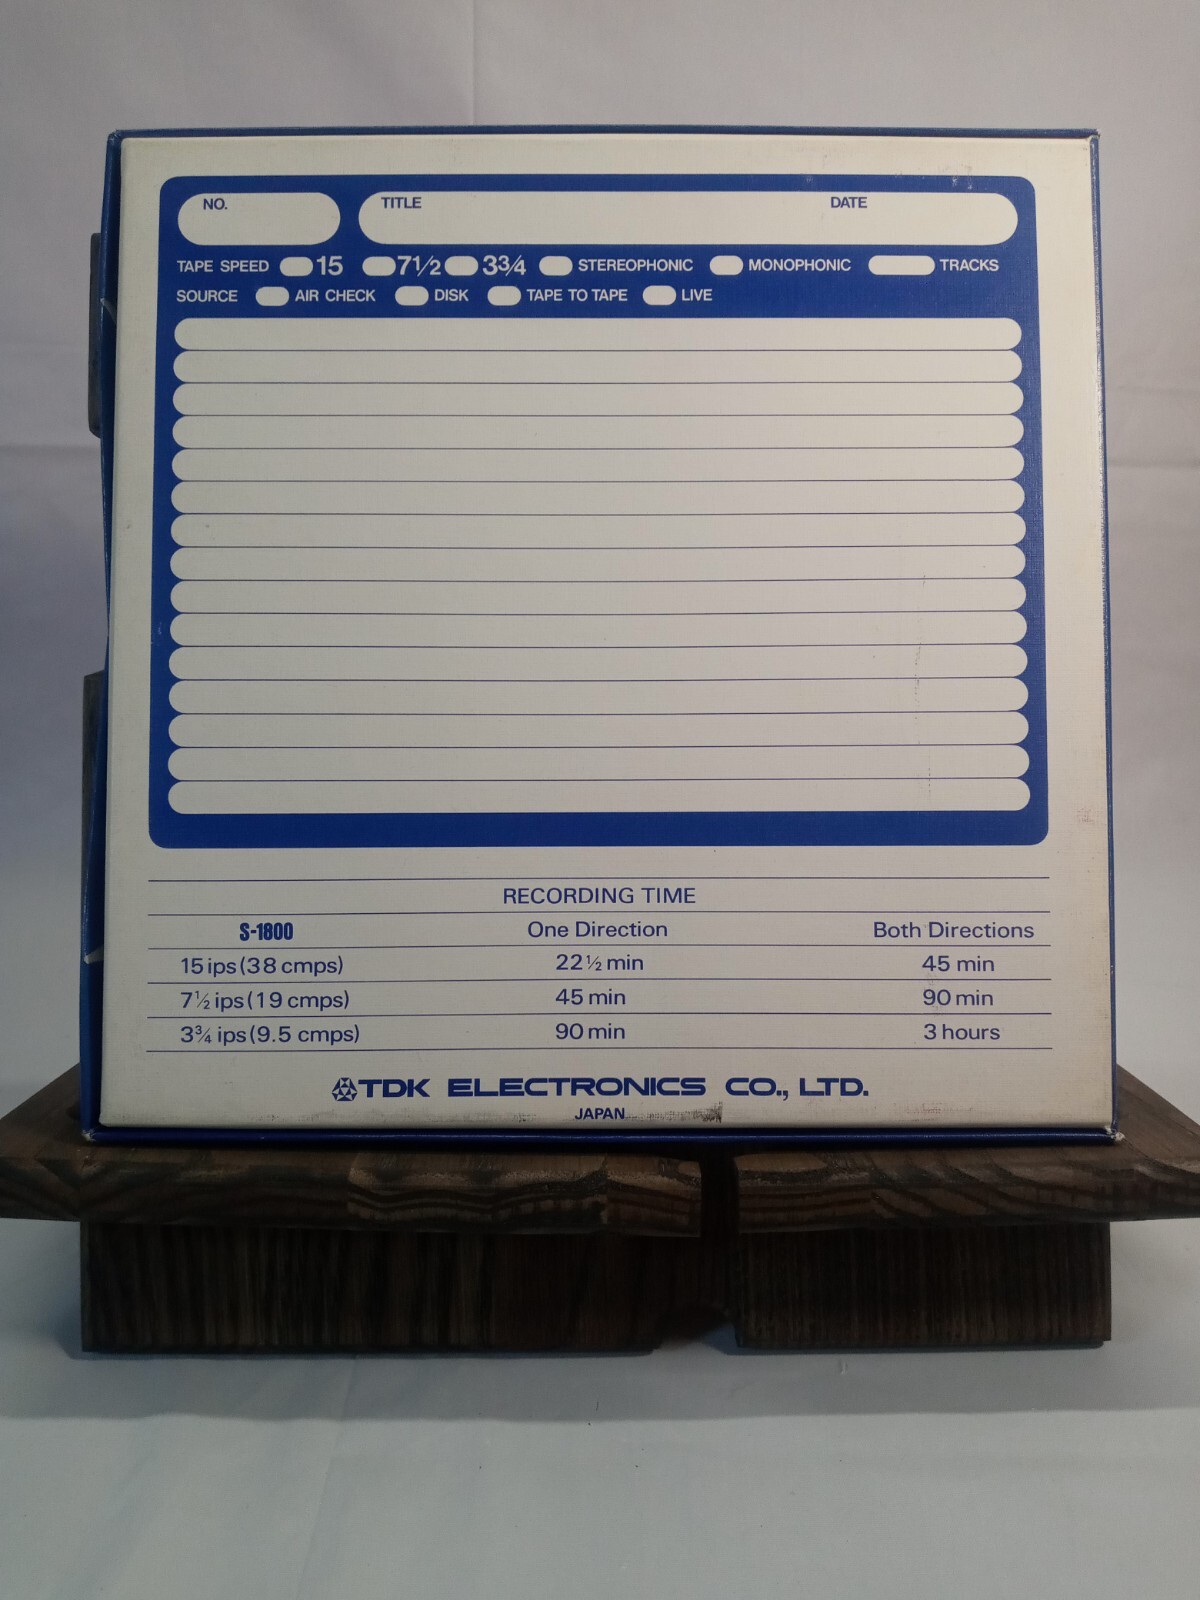 NO. TITLE DATE
TAPE SPEED 15 7½ 3¾ STEREOPHONIC MONOPHONIC TRACKS
SOURCE AIR CHECK DISK TAPE TO TAPE LIVE
RECORDING TIME
S-1800 One Direction Both Directions
15 ips (38 cmps) 22½ min 45 min
7½ ips (19 cmps) 45 min 90 min
3¾ ips (9.5 cmps) 90 min 3 hours
TDK ELECTRONICS CO., LTD.
JAPAN